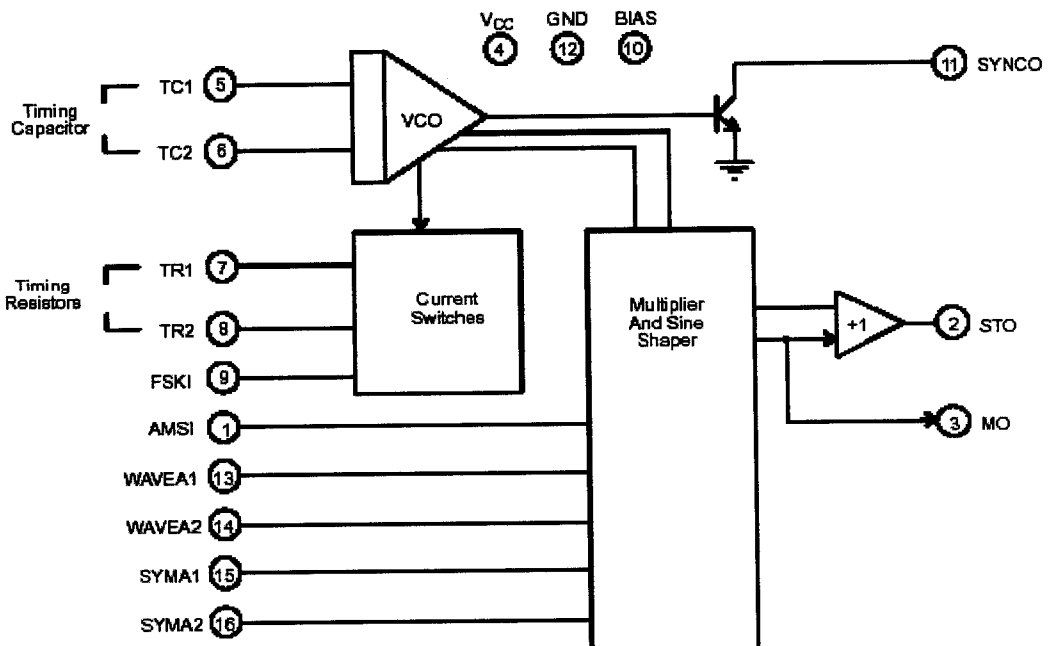 VCC GND BIAS
4 12 10
TC1 5
Timing
Capacitor
TC2 6
VCO
11 SYNCO
Timing
Resistors
TR1 7
TR2 8
FSKI 9
Current
Switches
Multiplier
And Sine
Shaper
+1
2 STO
3 MO
AMSI 1
WAVEA1 13
WAVEA2 14
SYMA1 15
SYMA2 16